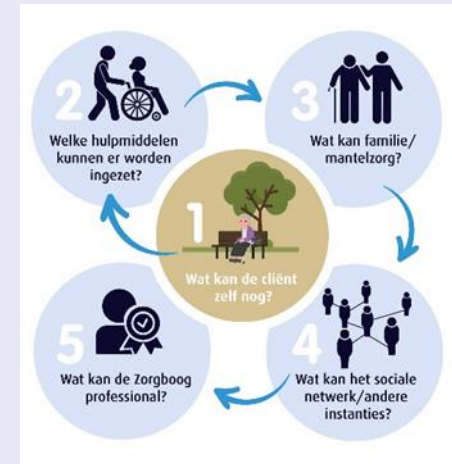 1
Wat kan de cliënt
zelf nog?
2
Welke hulpmiddelen
kunnen er worden
ingezet?
3
Wat kan familie/
mantelzorg?
4
Wat kan het sociale
netwerk/andere
instanties?
5
Wat kan de Zorgboog
professional?